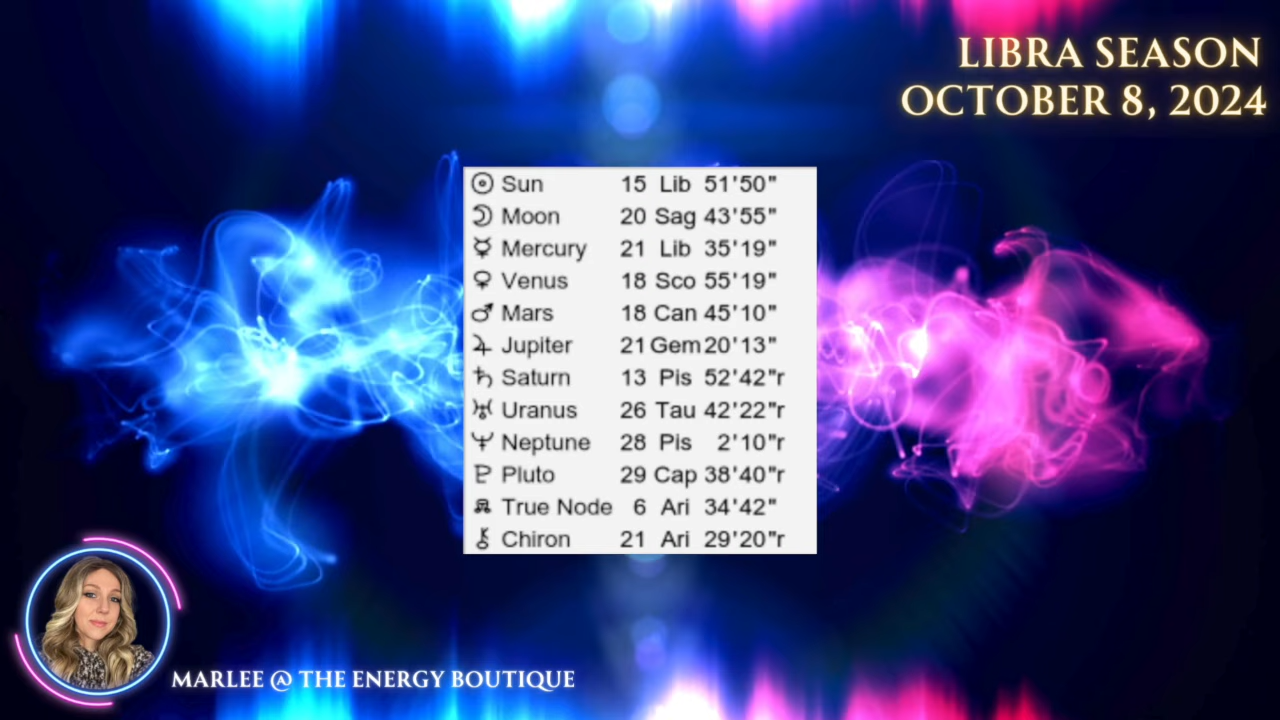 LIBRA SEASON
OCTOBER 8, 2024
Sun 15 Lib 51'50"
Moon 20 Sag 43'55"
Mercury 21 Lib 35'19"
Venus 18 Sco 55'19"
Mars 18 Can 45'10"
Jupiter 21 Gem 20'13"
Saturn 13 Pis 52'42"r
Uranus 26 Tau 42'22"r
Neptune 28 Pis 2'10"r
Pluto 29 Cap 38'40"r
True Node 6 Ari 34'42"
Chiron 21 Ari 29'20"r
MARLEE @ THE ENERGY BOUTIQUE